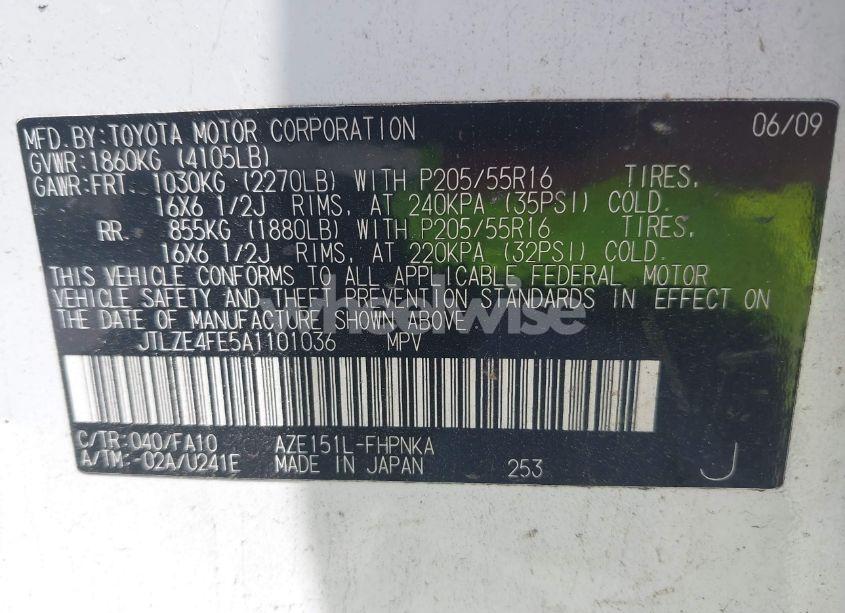 MFD. BY: TOYOTA MOTOR CORPORATION 06/09
GVWR: 1860KG (4105LB)
GAWR: FRT. 1030KG (2270LB) WITH P205/55R16 TIRES,
16X6 1/2J RIMS, AT 240KPA (35PSI) COLD.
RR. 855KG (1880LB) WITH P205/55R16 TIRES,
16X6 1/2J RIMS, AT 220KPA (32PSI) COLD.
THIS VEHICLE CONFORMS TO ALL APPLICABLE FEDERAL MOTOR
VEHICLE SAFETY AND THEFT PREVENTION STANDARDS IN EFFECT ON
THE DATE OF MANUFACTURE SHOWN ABOVE.
wheelwise
JTLZE4FE5A1101036 MPV
C/TR: 040/FA10 AZE151L-FHPNKA
A/TM: -02A/U241E MADE IN JAPAN 253 J